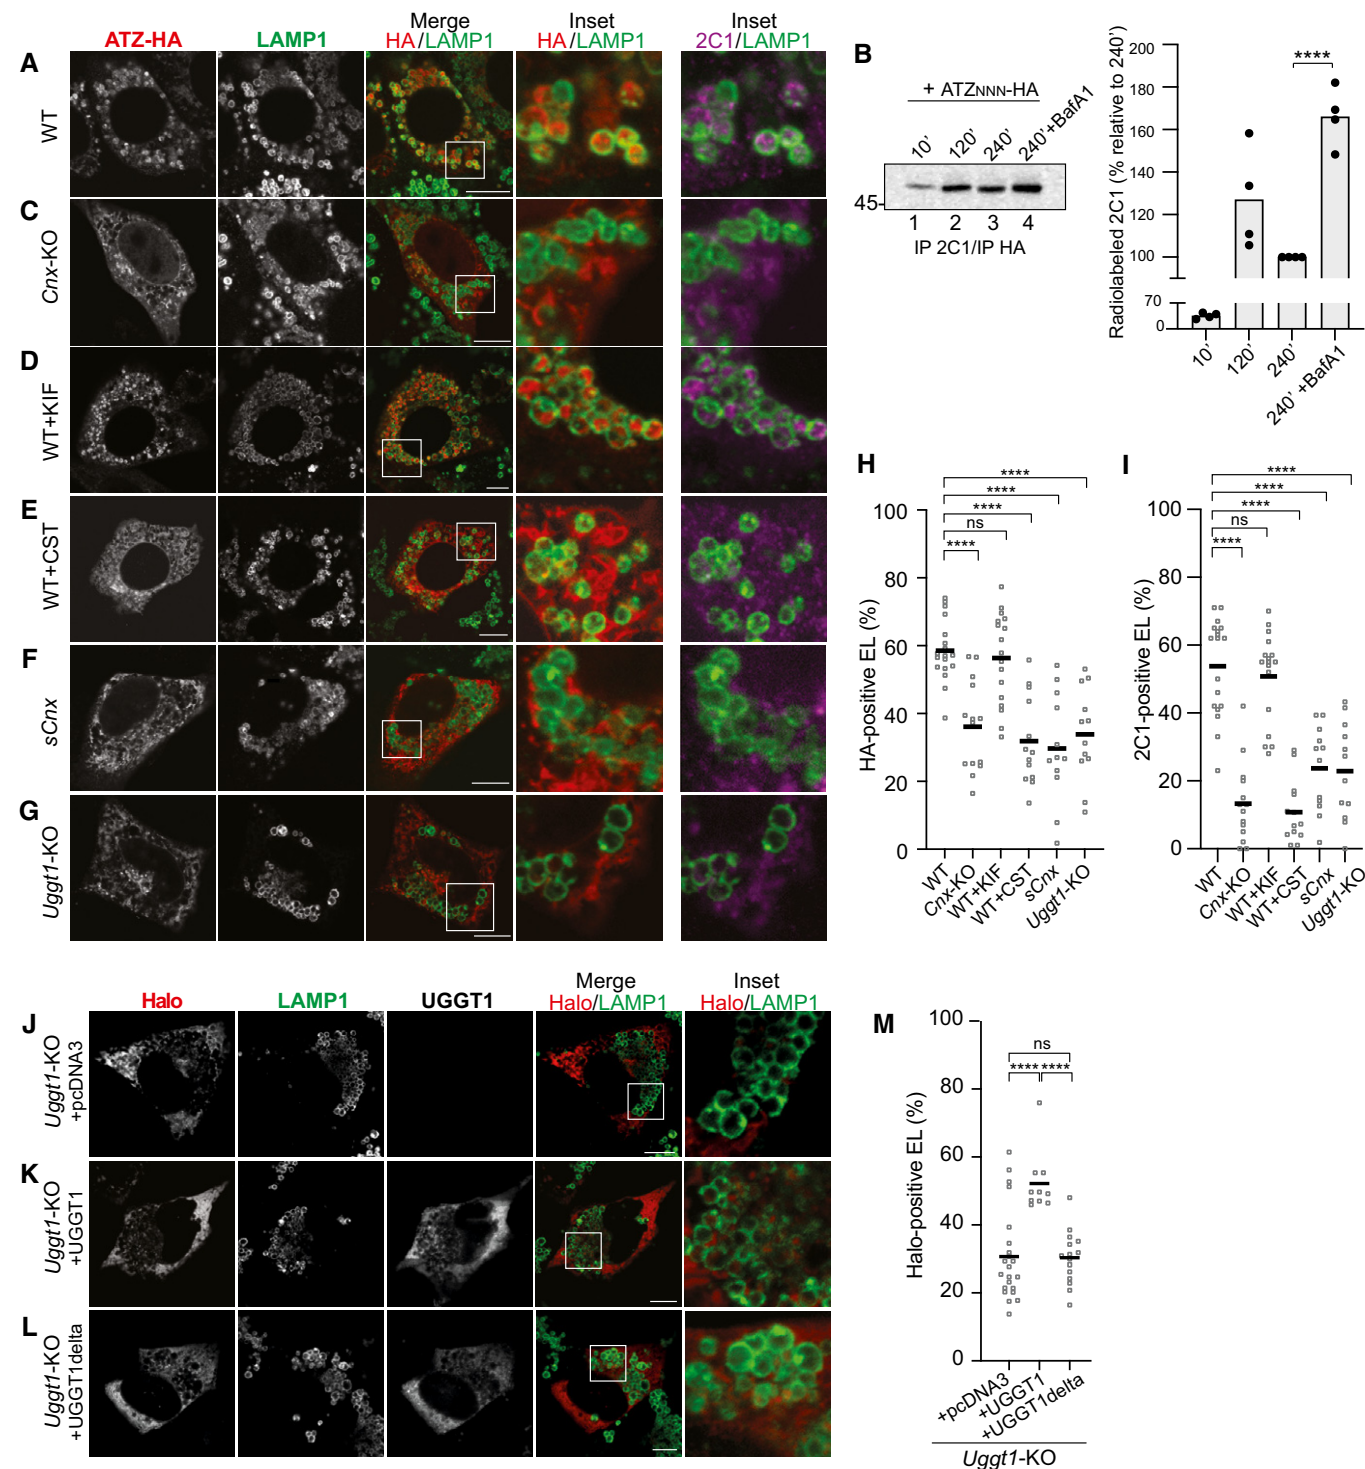 ATZ-HA
LAMP1
Merge
HA/LAMP1
Inset
HA/LAMP1
Inset
2C1/LAMP1
A
WT
C
Cnx-KO
D
WT+KIF
E
WT+CST
F
sCnx
G
Uggt1-KO
B
+ ATZNNN-HA
10'
120'
240'
240'+BafA1
45-
1 2 3 4
IP 2C1/IP HA
Radiolabeled 2C1 (% relative to 240')
200
180
160
140
120
100
70
0
****
10'
120'
240'
240' +BafA1
H
HA-positive EL (%)
100
80
60
40
20
0
****
****
****
ns
****
WT
Cnx-KO
WT+KIF
WT+CST
sCnx
Uggt1-KO
I
2C1-positive EL (%)
100
80
60
40
20
0
****
****
****
ns
****
WT
Cnx-KO
WT+KIF
WT+CST
sCnx
Uggt1-KO
Halo
LAMP1
UGGT1
Merge
Halo/LAMP1
Inset
Halo/LAMP1
J
Uggt1-KO
+pcDNA3
K
Uggt1-KO
+UGGT1
L
Uggt1-KO
+UGGT1delta
M
Halo-positive EL (%)
100
80
60
40
20
0
ns
**** ****
+pcDNA3
+UGGT1
+UGGT1delta
Uggt1-KO